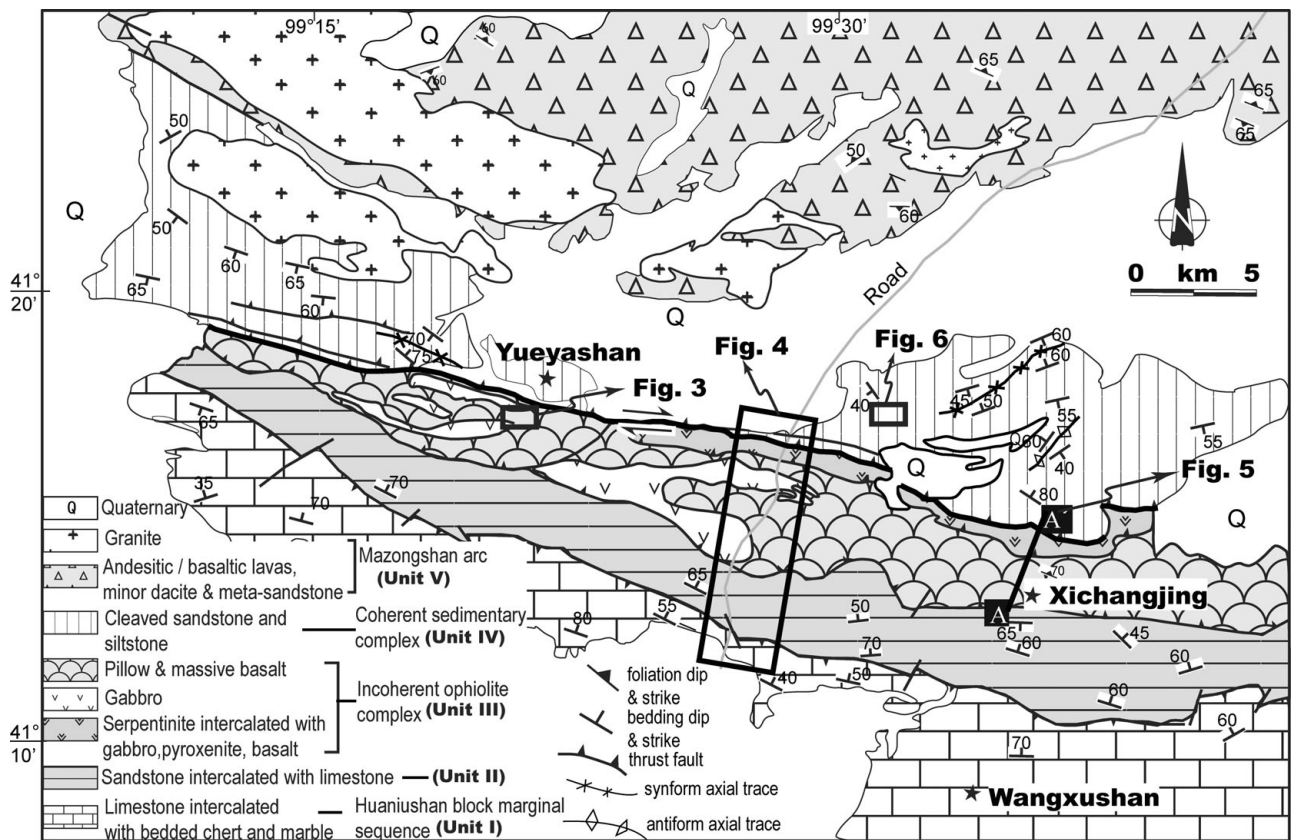 99°15'
99°30'
60
Q
60
Q
65
65
65
50
50
60
Q
50
60
65
65
60
Q
41°
20'
0 km 5
N
Road
70
75
Yueyashan
Fig. 3
Fig. 4
Fig. 6
40
45
50
60
60
55
60
Q
40
55
80
Fig. 5
Q
Q
A'
70
Xichangjing
A
65
35
70
70
65
55
80
40
50
50
70
65
60
45
60
80
60
70
Wangxushan
Q Quaternary
Granite
Andesitic / basaltic lavas,
minor dacite & meta-sandstone
Mazongshan arc
(Unit V)
Cleaved sandstone and
siltstone
Coherent sedimentary
complex (Unit IV)
Pillow & massive basalt
Gabbro
Incoherent ophiolite
complex (Unit III)
Serpentinite intercalated with
gabbro,pyroxenite, basalt
41°
10'
Sandstone intercalated with limestone (Unit II)
Limestone intercalated
with bedded chert and marble
Huaniushan block marginal
sequence (Unit I)
foliation dip
& strike
bedding dip
& strike
thrust fault
synform axial trace
antiform axial trace